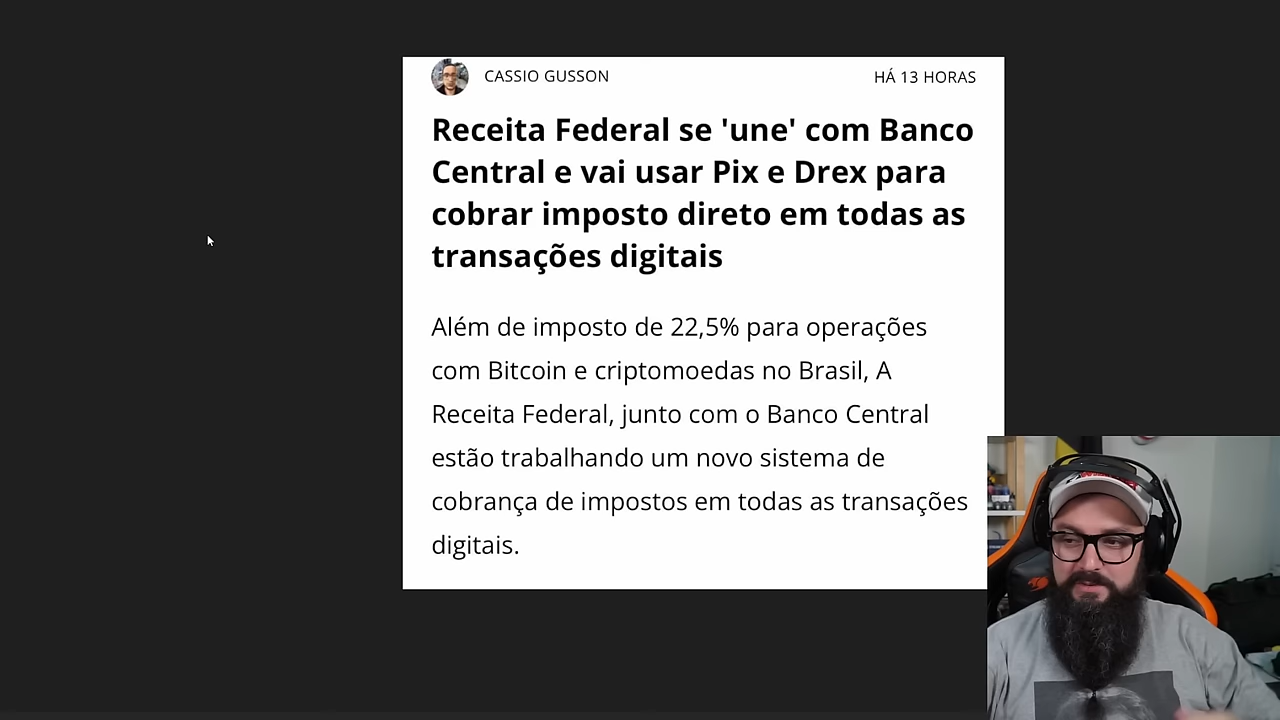 CASSIO GUSSON
HÁ 13 HORAS
Receita Federal se 'une' com Banco
Central e vai usar Pix e Drex para
cobrar imposto direto em todas as
transações digitais
Além de imposto de 22,5% para operações
com Bitcoin e criptomoedas no Brasil, A
Receita Federal, junto com o Banco Central
estão trabalhando um novo sistema de
cobrança de impostos em todas as transações
digitais.